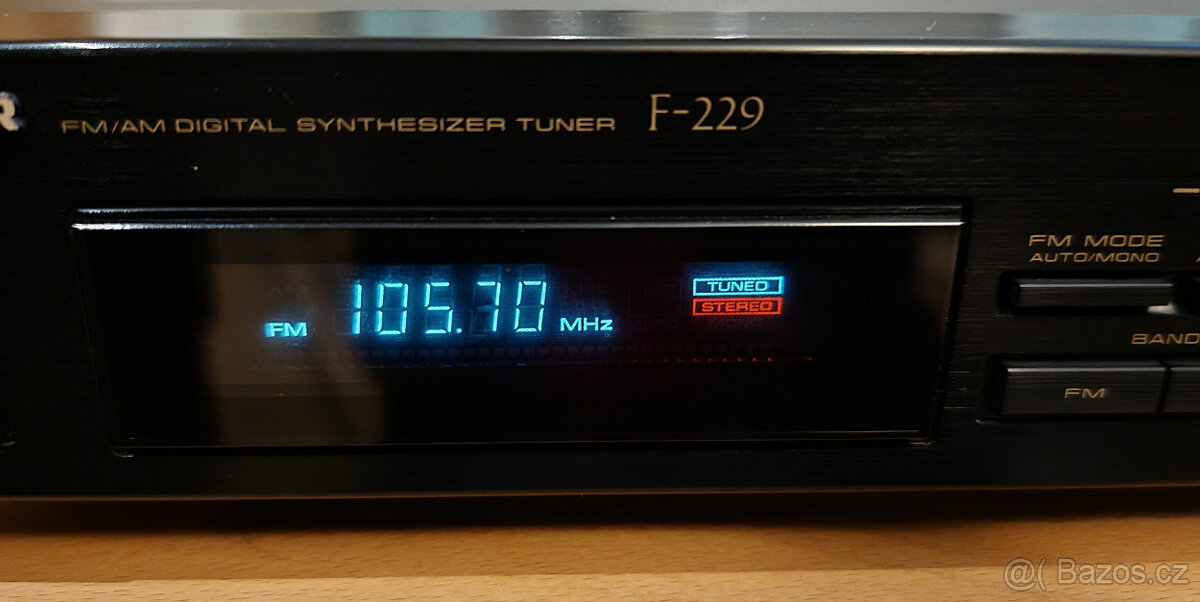 R
FM/AM DIGITAL SYNTHESIZER TUNER F-229
FM MODE
AUTO/MONO
TUNED
STEREO
FM 105.70 MHz
BAND
FM
@( Bazos.cz